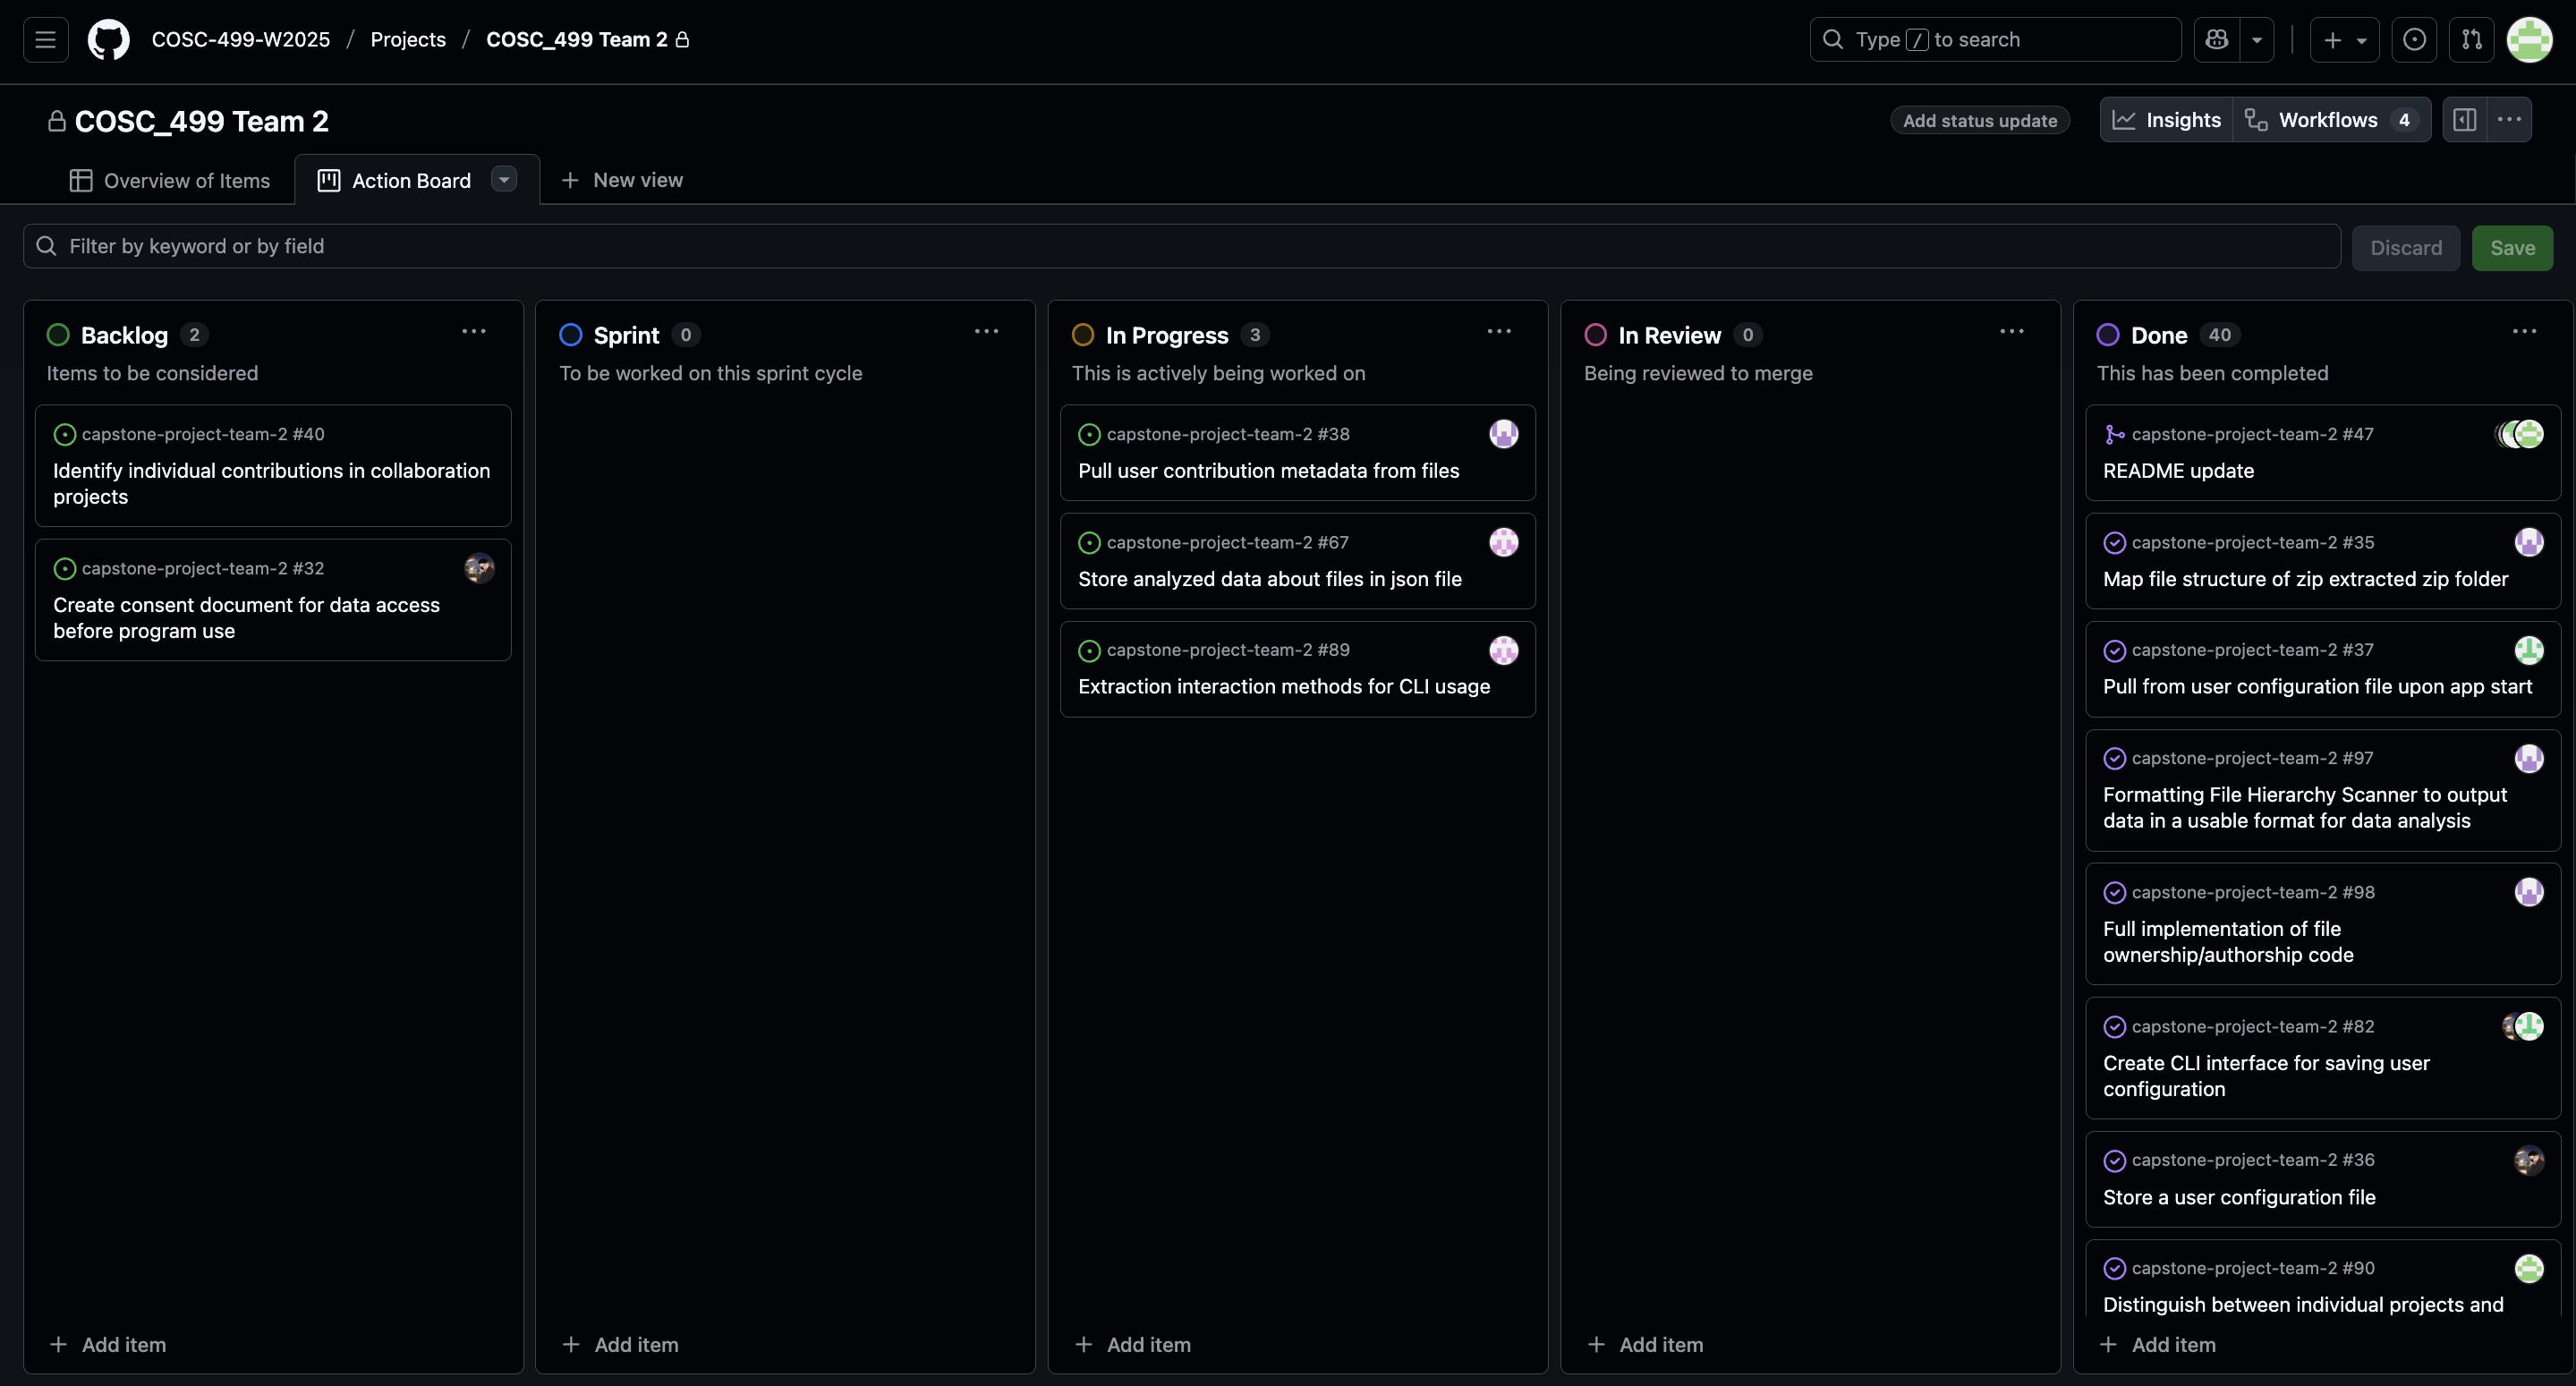 COSC-499-W2025 / Projects / COSC_499 Team 2
Type / to search
COSC_499 Team 2
Add status update
Insights
Workflows 4
Overview of Items
Action Board
New view
Filter by keyword or by field
Discard
Save
Backlog 2
Items to be considered
capstone-project-team-2 #40
Identify individual contributions in collaboration
projects
capstone-project-team-2 #32
Create consent document for data access
before program use
Add item
Sprint 0
To be worked on this sprint cycle
Add item
In Progress 3
This is actively being worked on
capstone-project-team-2 #38
Pull user contribution metadata from files
capstone-project-team-2 #67
Store analyzed data about files in json file
capstone-project-team-2 #89
Extraction interaction methods for CLI usage
Add item
In Review 0
Being reviewed to merge
Add item
Done 40
This has been completed
capstone-project-team-2 #47
README update
capstone-project-team-2 #35
Map file structure of zip extracted zip folder
capstone-project-team-2 #37
Pull from user configuration file upon app start
capstone-project-team-2 #97
Formatting File Hierarchy Scanner to output
data in a usable format for data analysis
capstone-project-team-2 #98
Full implementation of file
ownership/authorship code
capstone-project-team-2 #82
Create CLI interface for saving user
configuration
capstone-project-team-2 #36
Store a user configuration file
capstone-project-team-2 #90
Distinguish between individual projects and
Add item